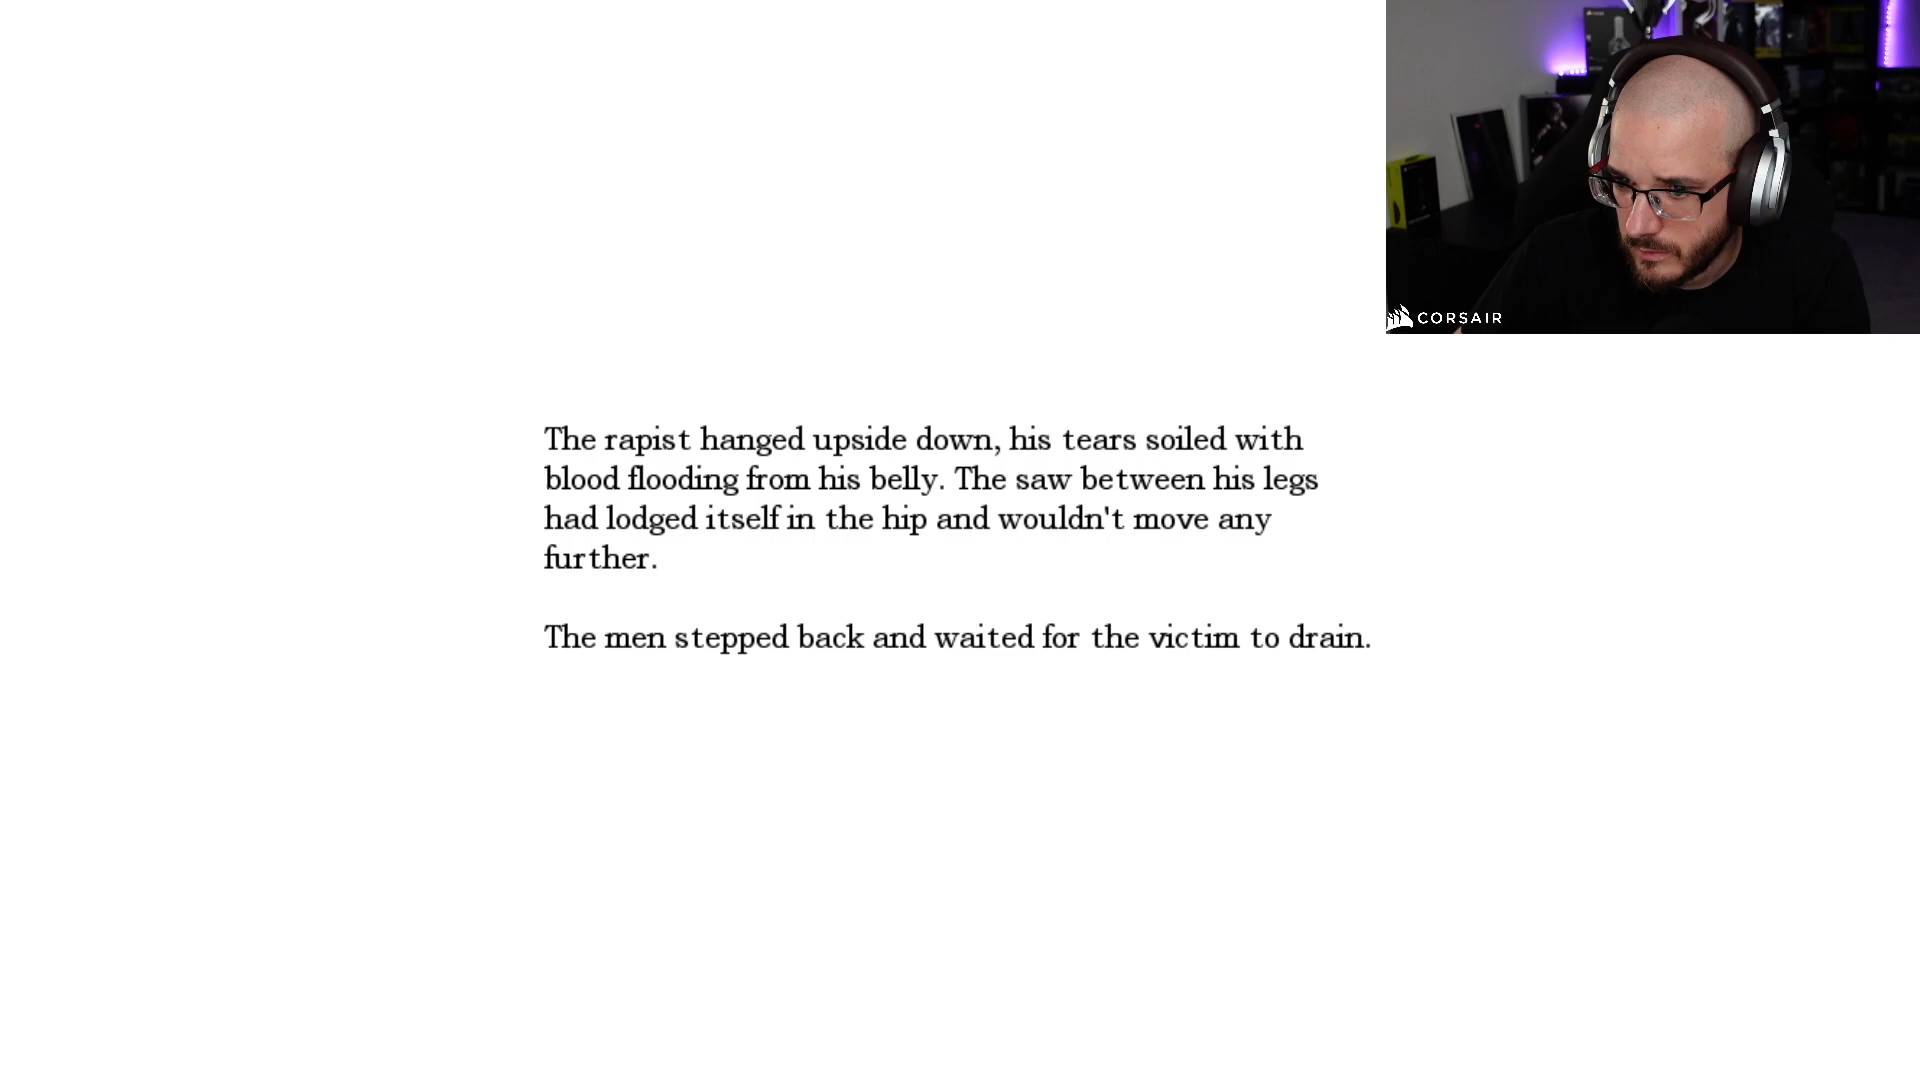 CORSAIR
The rapist hanged upside down, his tears soiled with
blood flooding from his belly. The saw between his legs
had lodged itself in the hip and wouldn't move any
further.
The men stepped back and waited for the victim to drain.